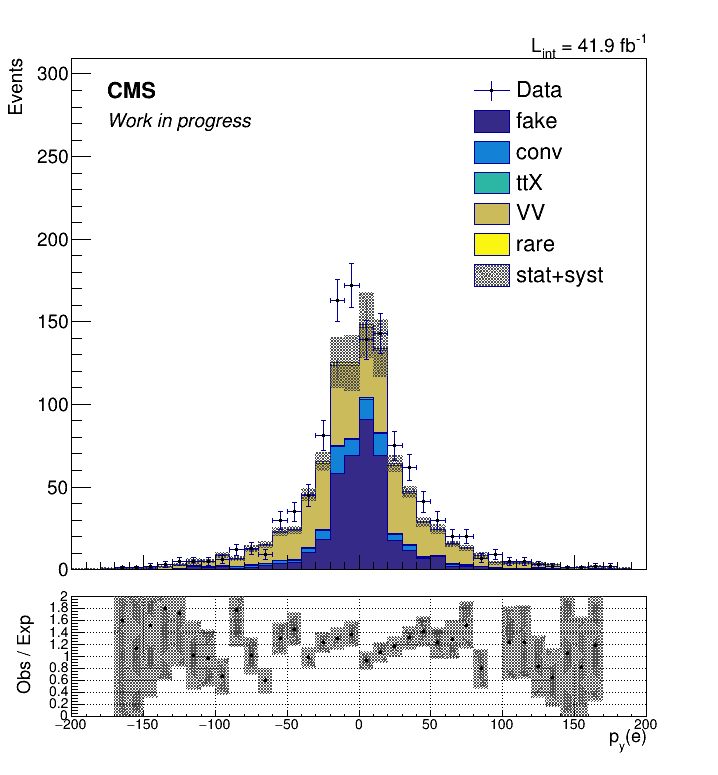 L_int = 41.9 fb^-1
Events
300
250
200
150
100
50
0
CMS
Work in progress
Data
fake
conv
ttX
VV
rare
stat+syst
Obs / Exp
2
1.8
1.6
1.4
1.2
1
0.8
0.6
0.4
0.2
0
−200 −150 −100 −50 0 50 100 150 200
p_y(e)